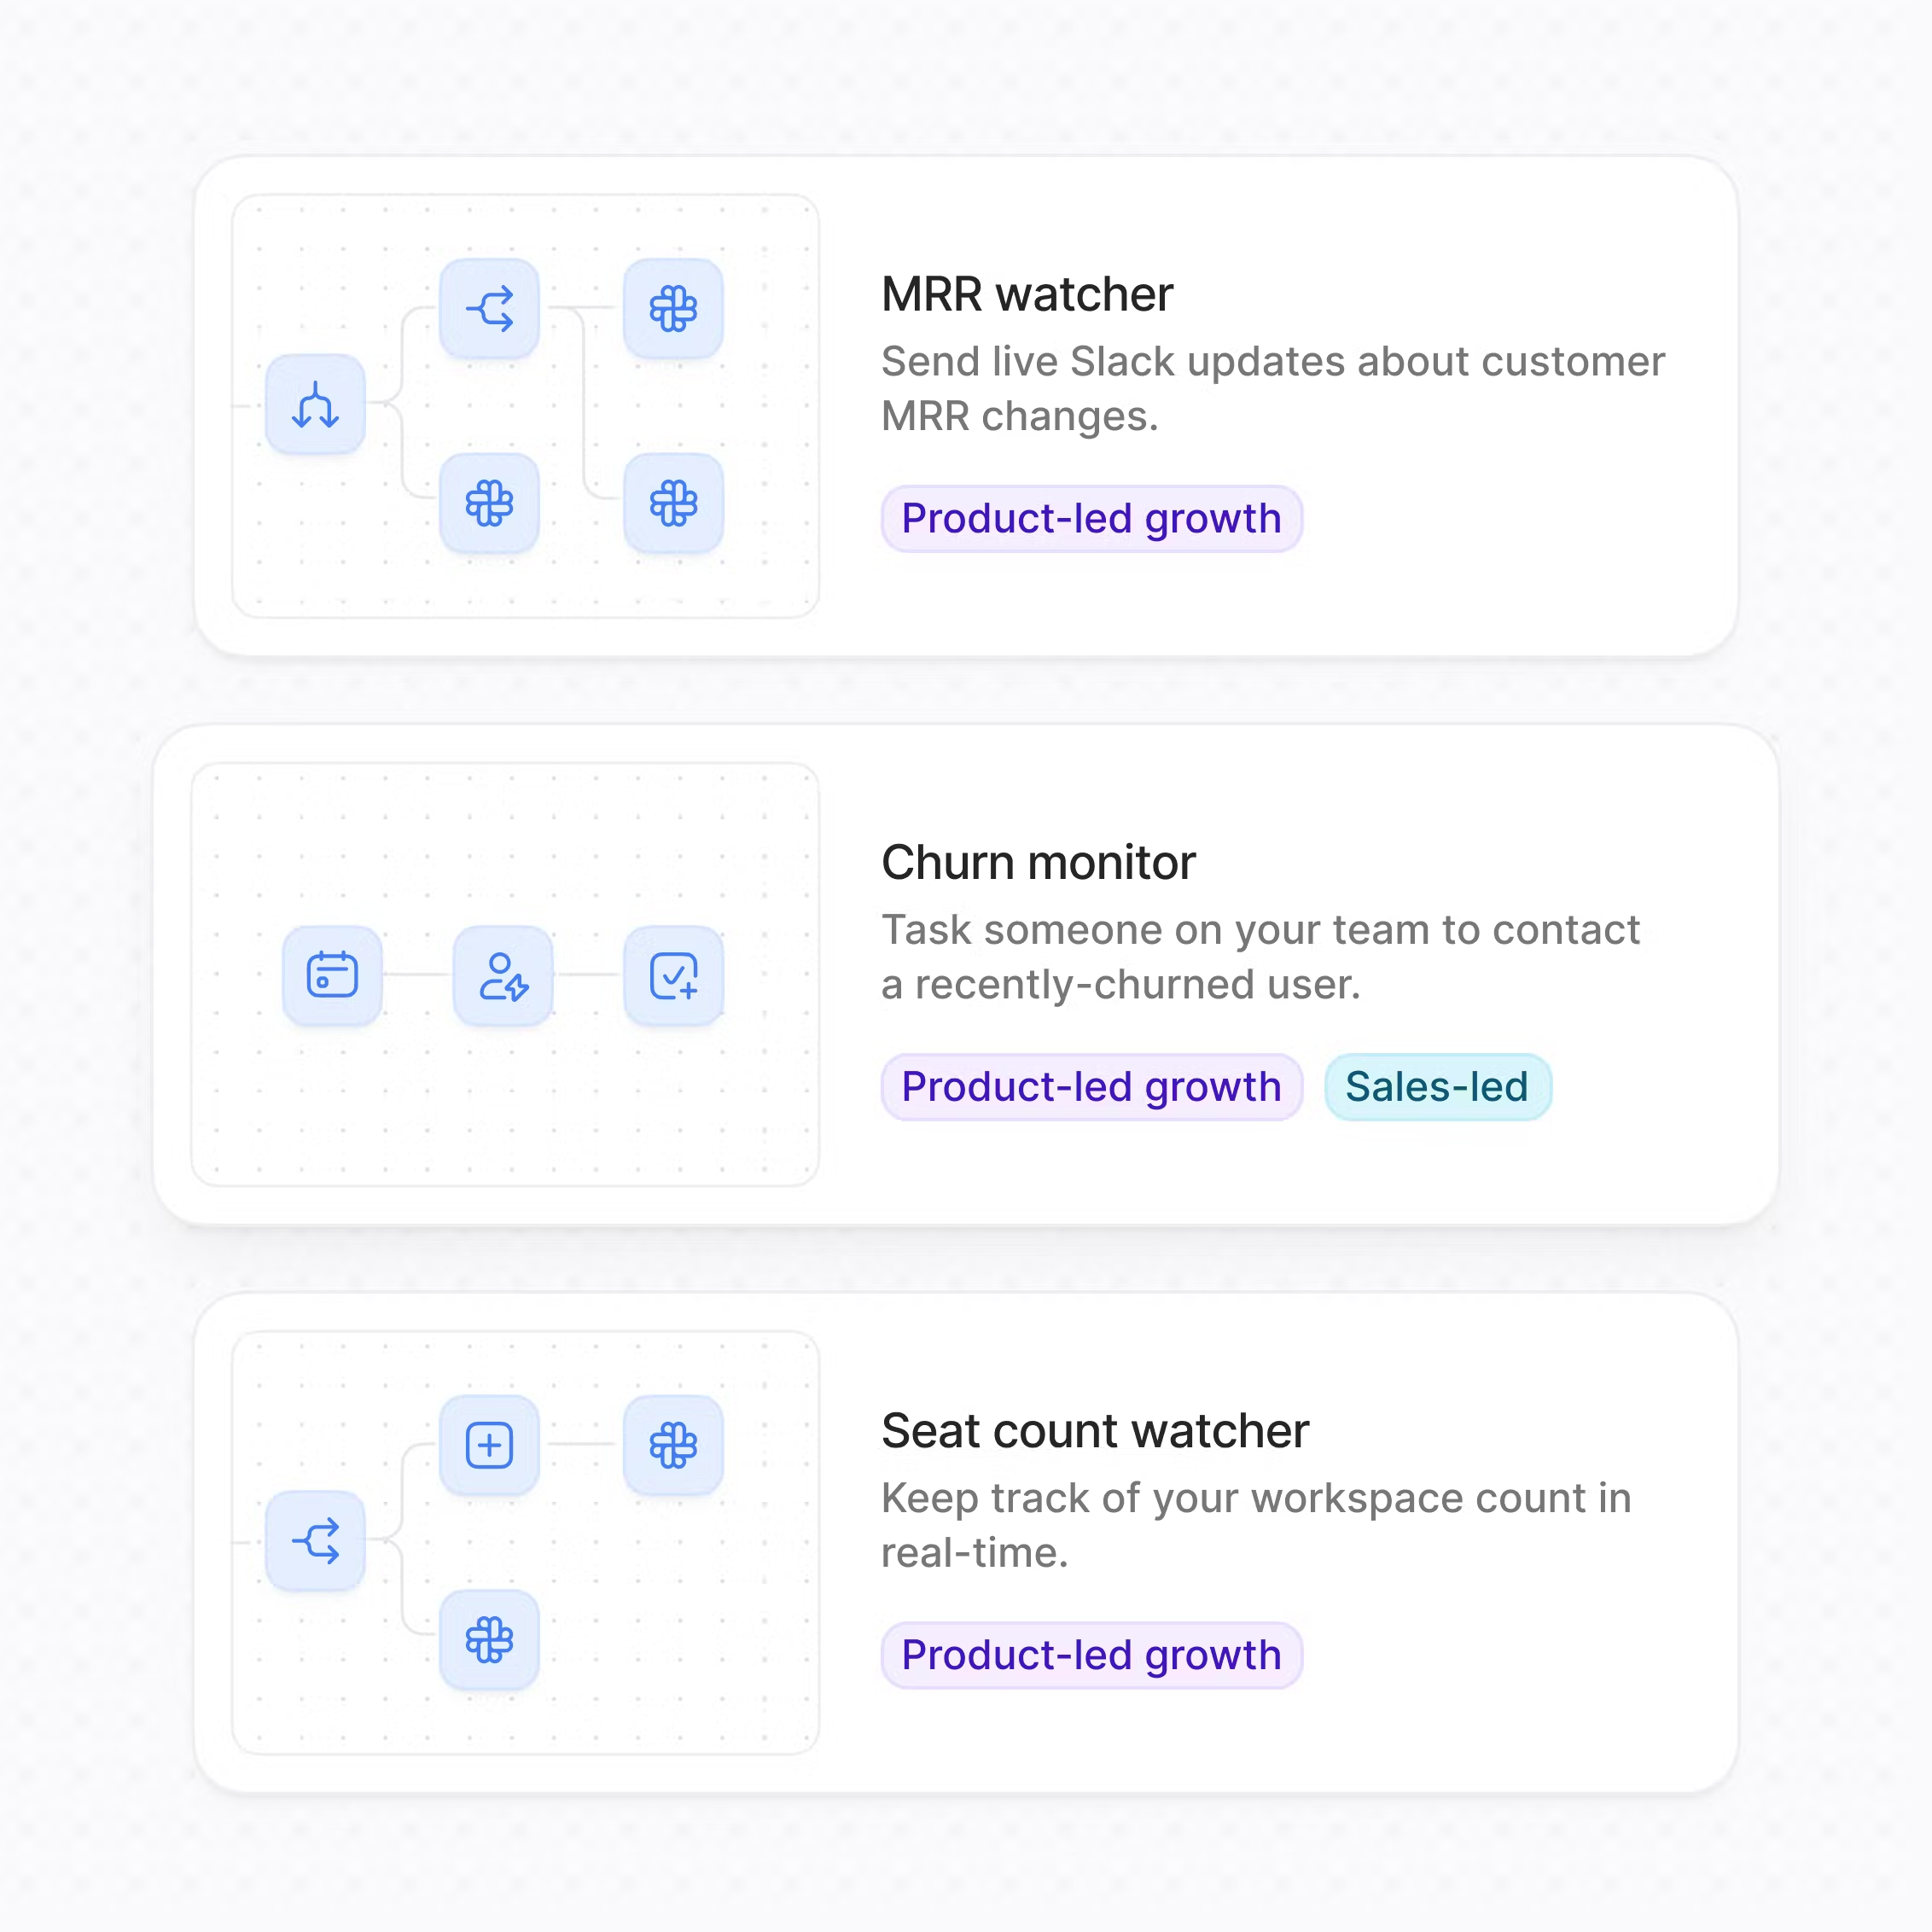 MRR watcher
Send live Slack updates about customer
MRR changes.
Product-led growth
Churn monitor
Task someone on your team to contact
a recently-churned user.
Product-led growth Sales-led
Seat count watcher
Keep track of your workspace count in
real-time.
Product-led growth